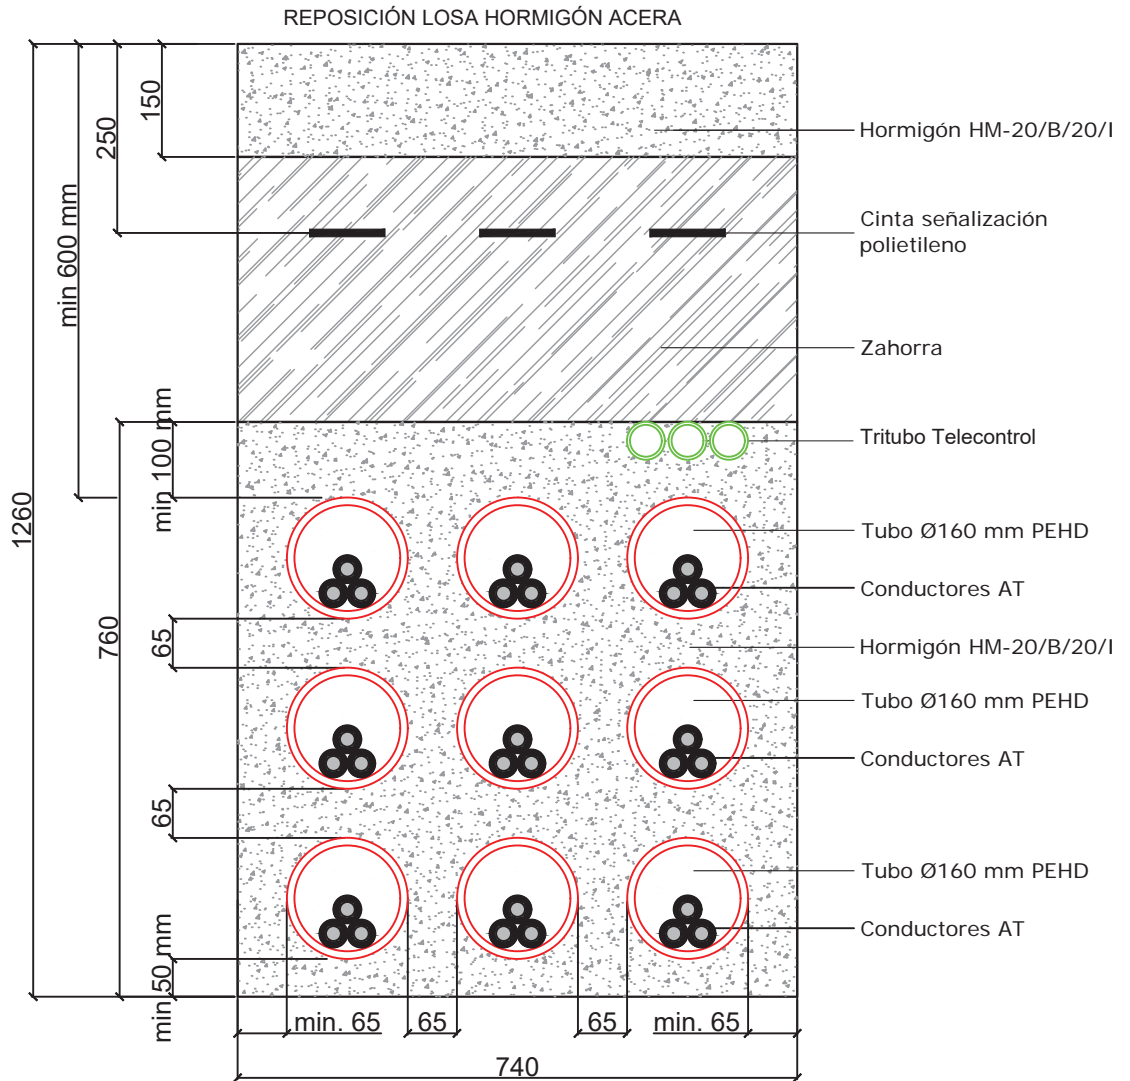 REPOSICIÓN LOSA HORMIGÓN ACERA
150
250
min 600 mm
1260
Hormigón HM-20/B/20/I
Cinta señalización
polietileno
Zahorra
min 100 mm
Tritubo Telecontrol
Tubo Ø160 mm PEHD
Conductores AT
760
65
Hormigón HM-20/B/20/I
Tubo Ø160 mm PEHD
Conductores AT
65
Tubo Ø160 mm PEHD
Conductores AT
min 50 mm
min. 65
65
65
min. 65
740